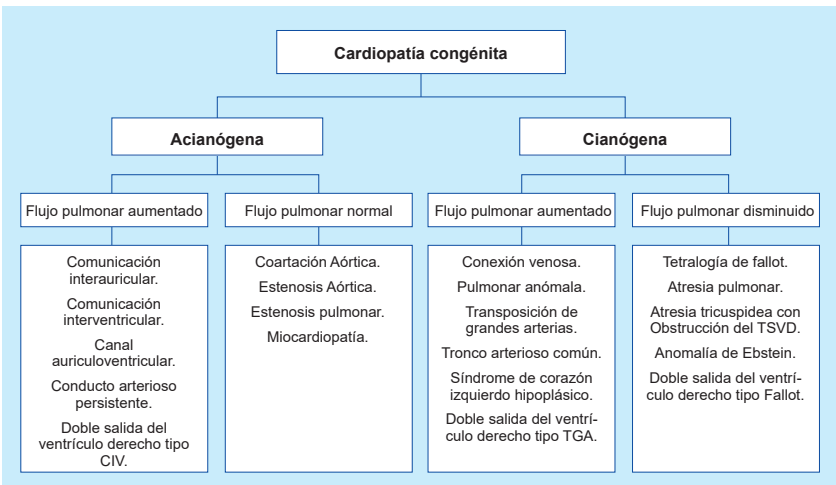 Cardiopatía congénita
Acianógena
Cianógena
Flujo pulmonar aumentado
Flujo pulmonar normal
Flujo pulmonar aumentado
Flujo pulmonar disminuido
Comunicación
interauricular.
Comunicación
interventricular.
Canal
auriculoventricular.
Conducto arterioso
persistente.
Doble salida del
ventrículo derecho tipo
CIV.
Coartación Aórtica.
Estenosis Aórtica.
Estenosis pulmonar.
Miocardiopatía.
Conexión venosa.
Pulmonar anómala.
Transposición de
grandes arterias.
Tronco arterioso común.
Síndrome de corazón
izquierdo hipoplásico.
Doble salida del ventrí-
culo derecho tipo TGA.
Tetralogía de fallot.
Atresia pulmonar.
Atresia tricuspidea con
Obstrucción del TSVD.
Anomalía de Ebstein.
Doble salida del ventrí-
culo derecho tipo Fallot.